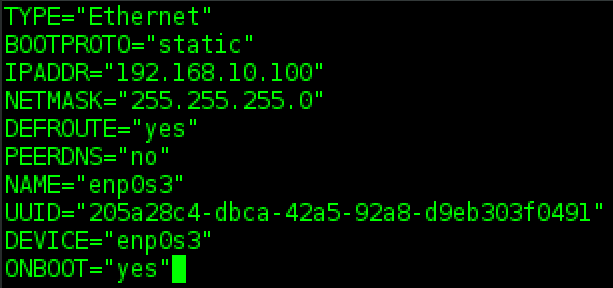 TYPE="Ethernet"
BOOTPROTO="static"
IPADDR="192.168.10.100"
NETMASK="255.255.255.0"
DEFROUTE="yes"
PEERDNS="no"
NAME="enp0s3"
UUID="205a28c4-dbca-42a5-92a8-d9eb303f0491"
DEVICE="enp0s3"
ONBOOT="yes"